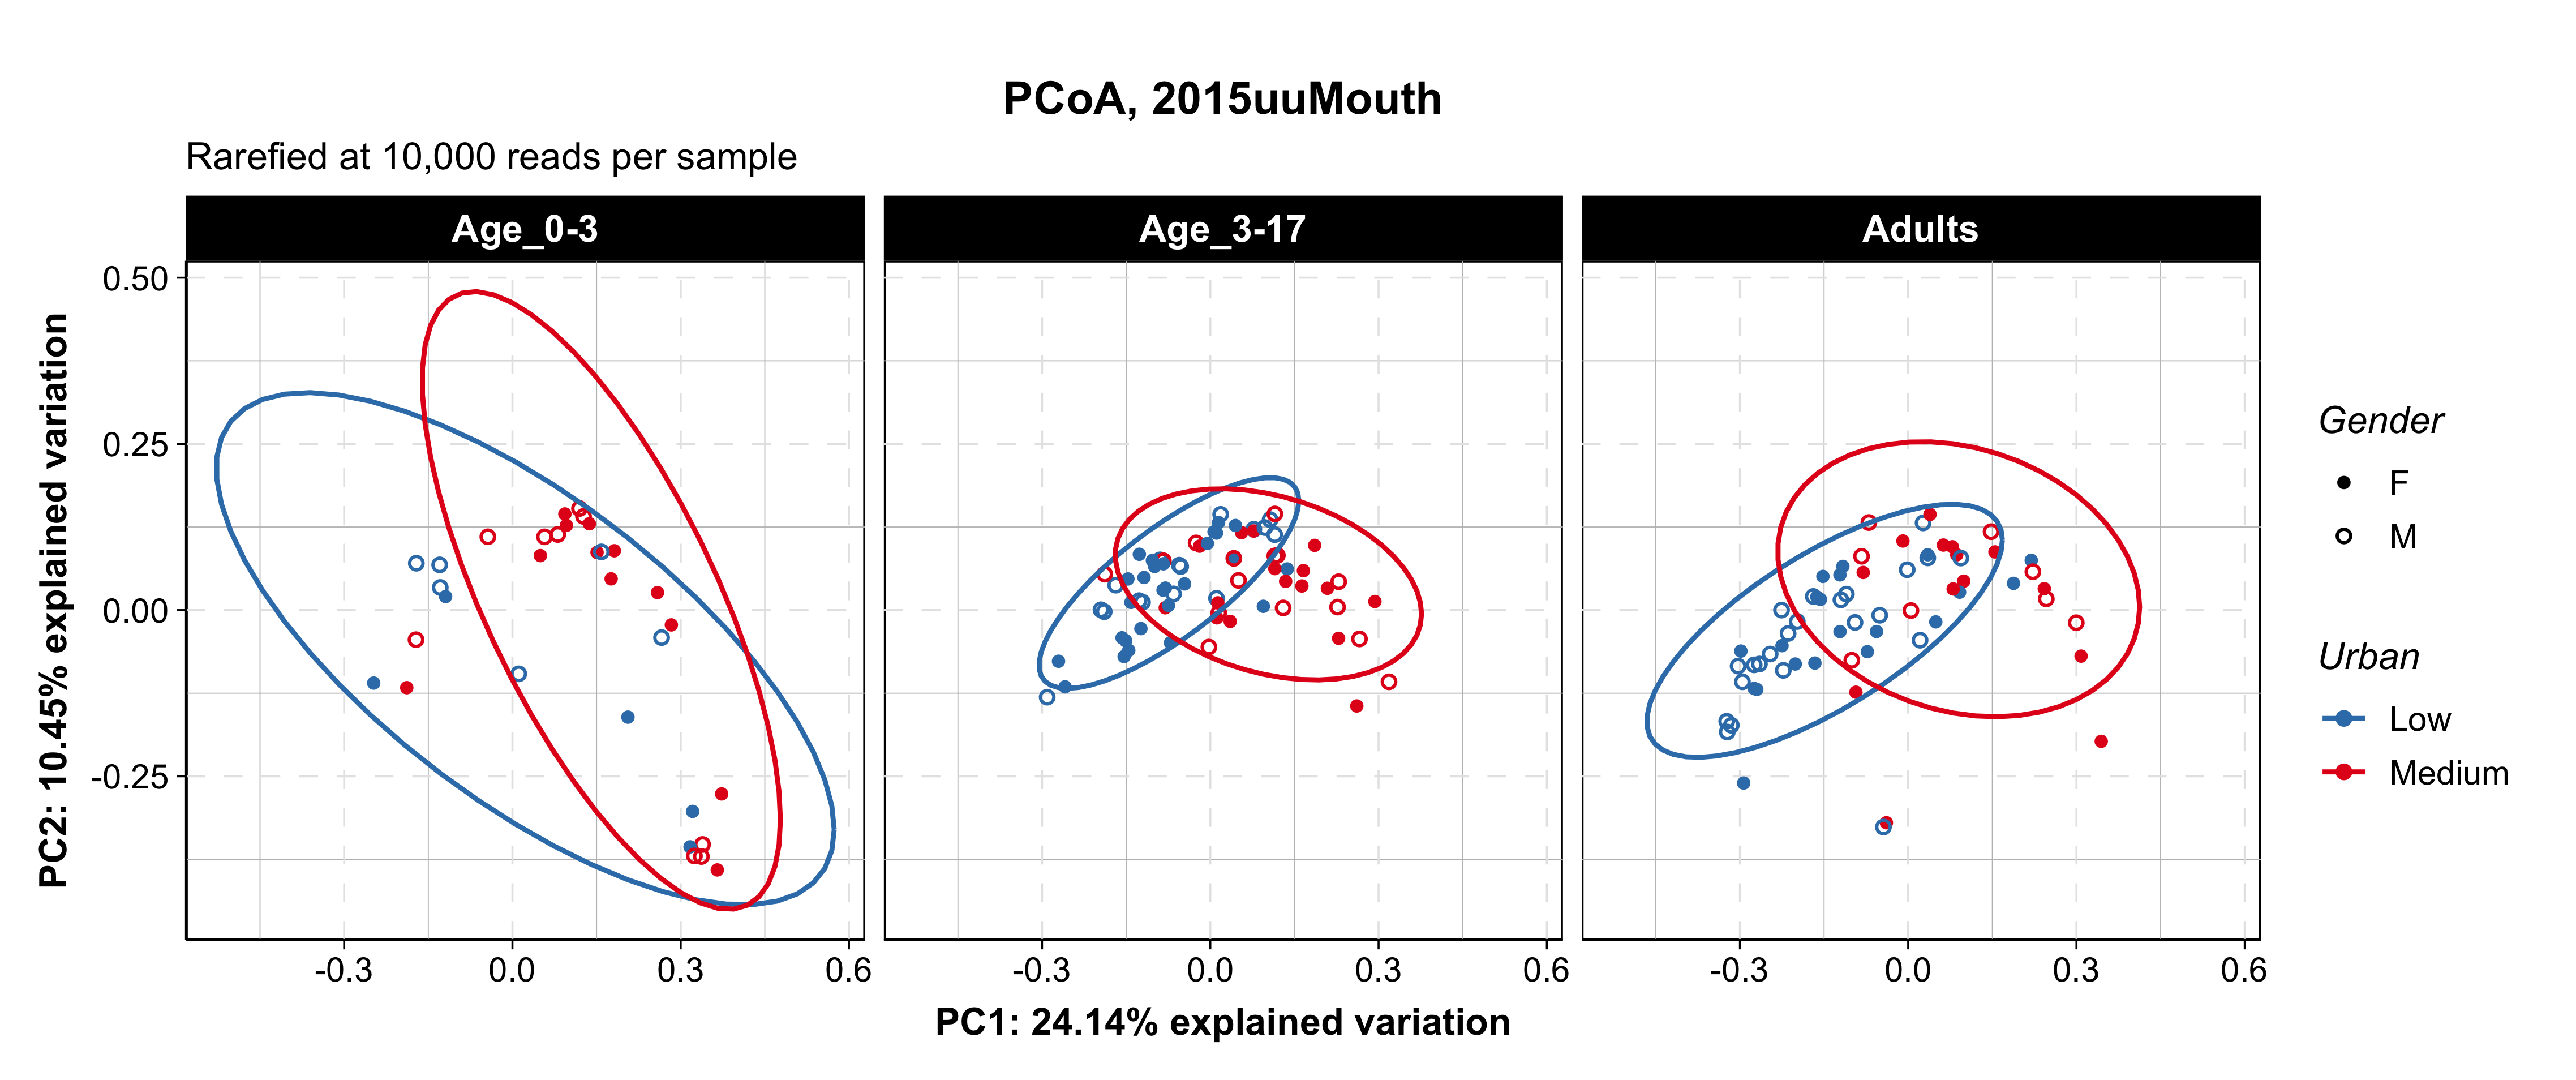 PCoA, 2015uuMouth
Rarefied at 10,000 reads per sample
Age_0-3
Age_3-17
Adults
PC2: 10.45% explained variation
0.50
0.25
0.00
-0.25
-0.3 0.0 0.3 0.6
-0.3 0.0 0.3 0.6
-0.3 0.0 0.3 0.6
PC1: 24.14% explained variation
Gender
F
M
Urban
Low
Medium